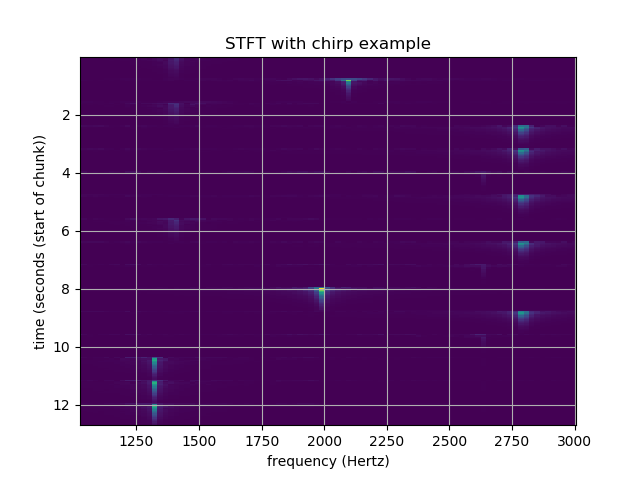 STFT with chirp example
time (seconds (start of chunk))
2
4
6
8
10
12
1250 1500 1750 2000 2250 2500 2750 3000
frequency (Hertz)